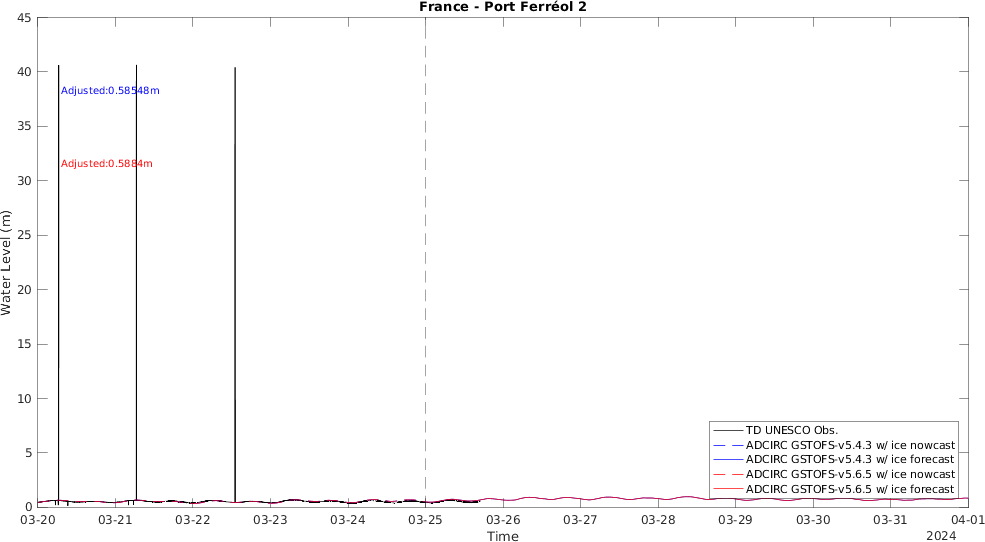 France - Port Ferréol 2
45
40
35
30
25
20
15
10
5
0
Water Level (m)
Adjusted:0.58548m
Adjusted:0.5884m
TD UNESCO Obs.
ADCIRC GSTOFS-v5.4.3 w/ ice nowcast
ADCIRC GSTOFS-v5.4.3 w/ ice forecast
ADCIRC GSTOFS-v5.6.5 w/ ice nowcast
ADCIRC GSTOFS-v5.6.5 w/ ice forecast
03-20 03-21 03-22 03-23 03-24 03-25 03-26 03-27 03-28 03-29 03-30 03-31 04-01
Time
2024